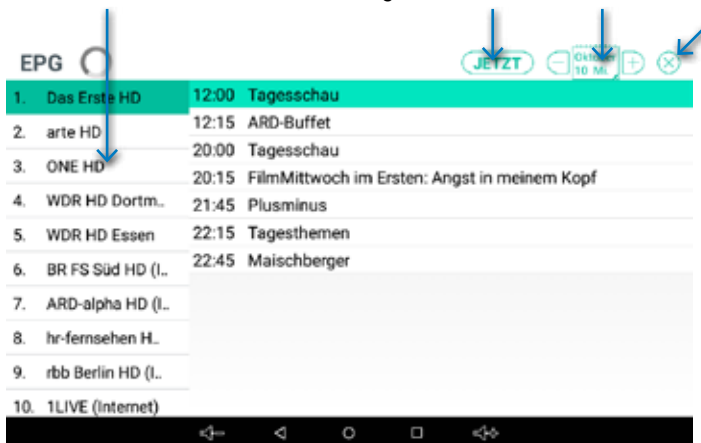 EPG
JETZT
Oktober
10 Mi.
1. Das Erste HD
2. arte HD
3. ONE HD
4. WDR HD Dortm..
5. WDR HD Essen
6. BR FS Süd HD (I..
7. ARD-alpha HD (I..
8. hr-fernsehen H..
9. rbb Berlin HD (I..
10. 1LIVE (Internet)
12:00 Tagesschau
12:15 ARD-Buffet
20:00 Tagesschau
20:15 FilmMittwoch im Ersten: Angst in meinem Kopf
21:45 Plusminus
22:15 Tagesthemen
22:45 Maischberger